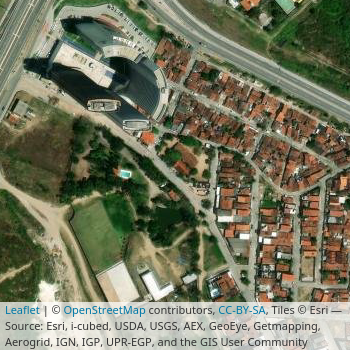 Leaflet | © OpenStreetMap contributors, CC-BY-SA, Tiles © Esri —
Source: Esri, i-cubed, USDA, USGS, AEX, GeoEye, Getmapping,
Aerogrid, IGN, IGP, UPR-EGP, and the GIS User Community